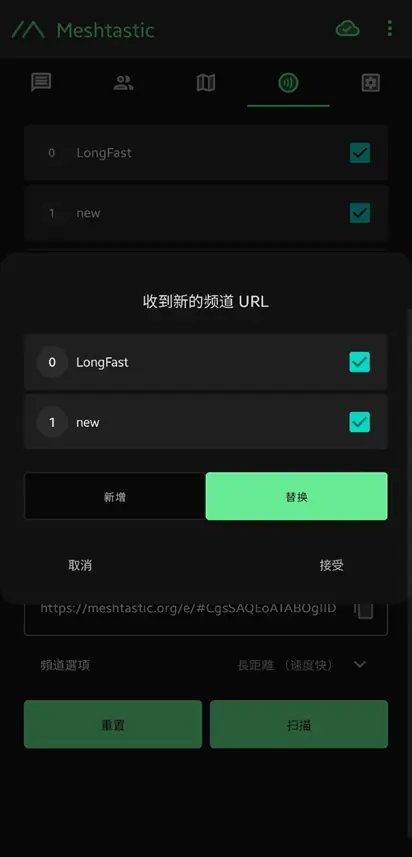 Meshtastic
0 LongFast
1 new
收到新的频道 URL
0 LongFast
1 new
新增 替换
取消 接受
https://meshtastic.org/e/#CgsSAQEoATABOgIID
頻道選項 長距離 （速度快）
重置 扫描